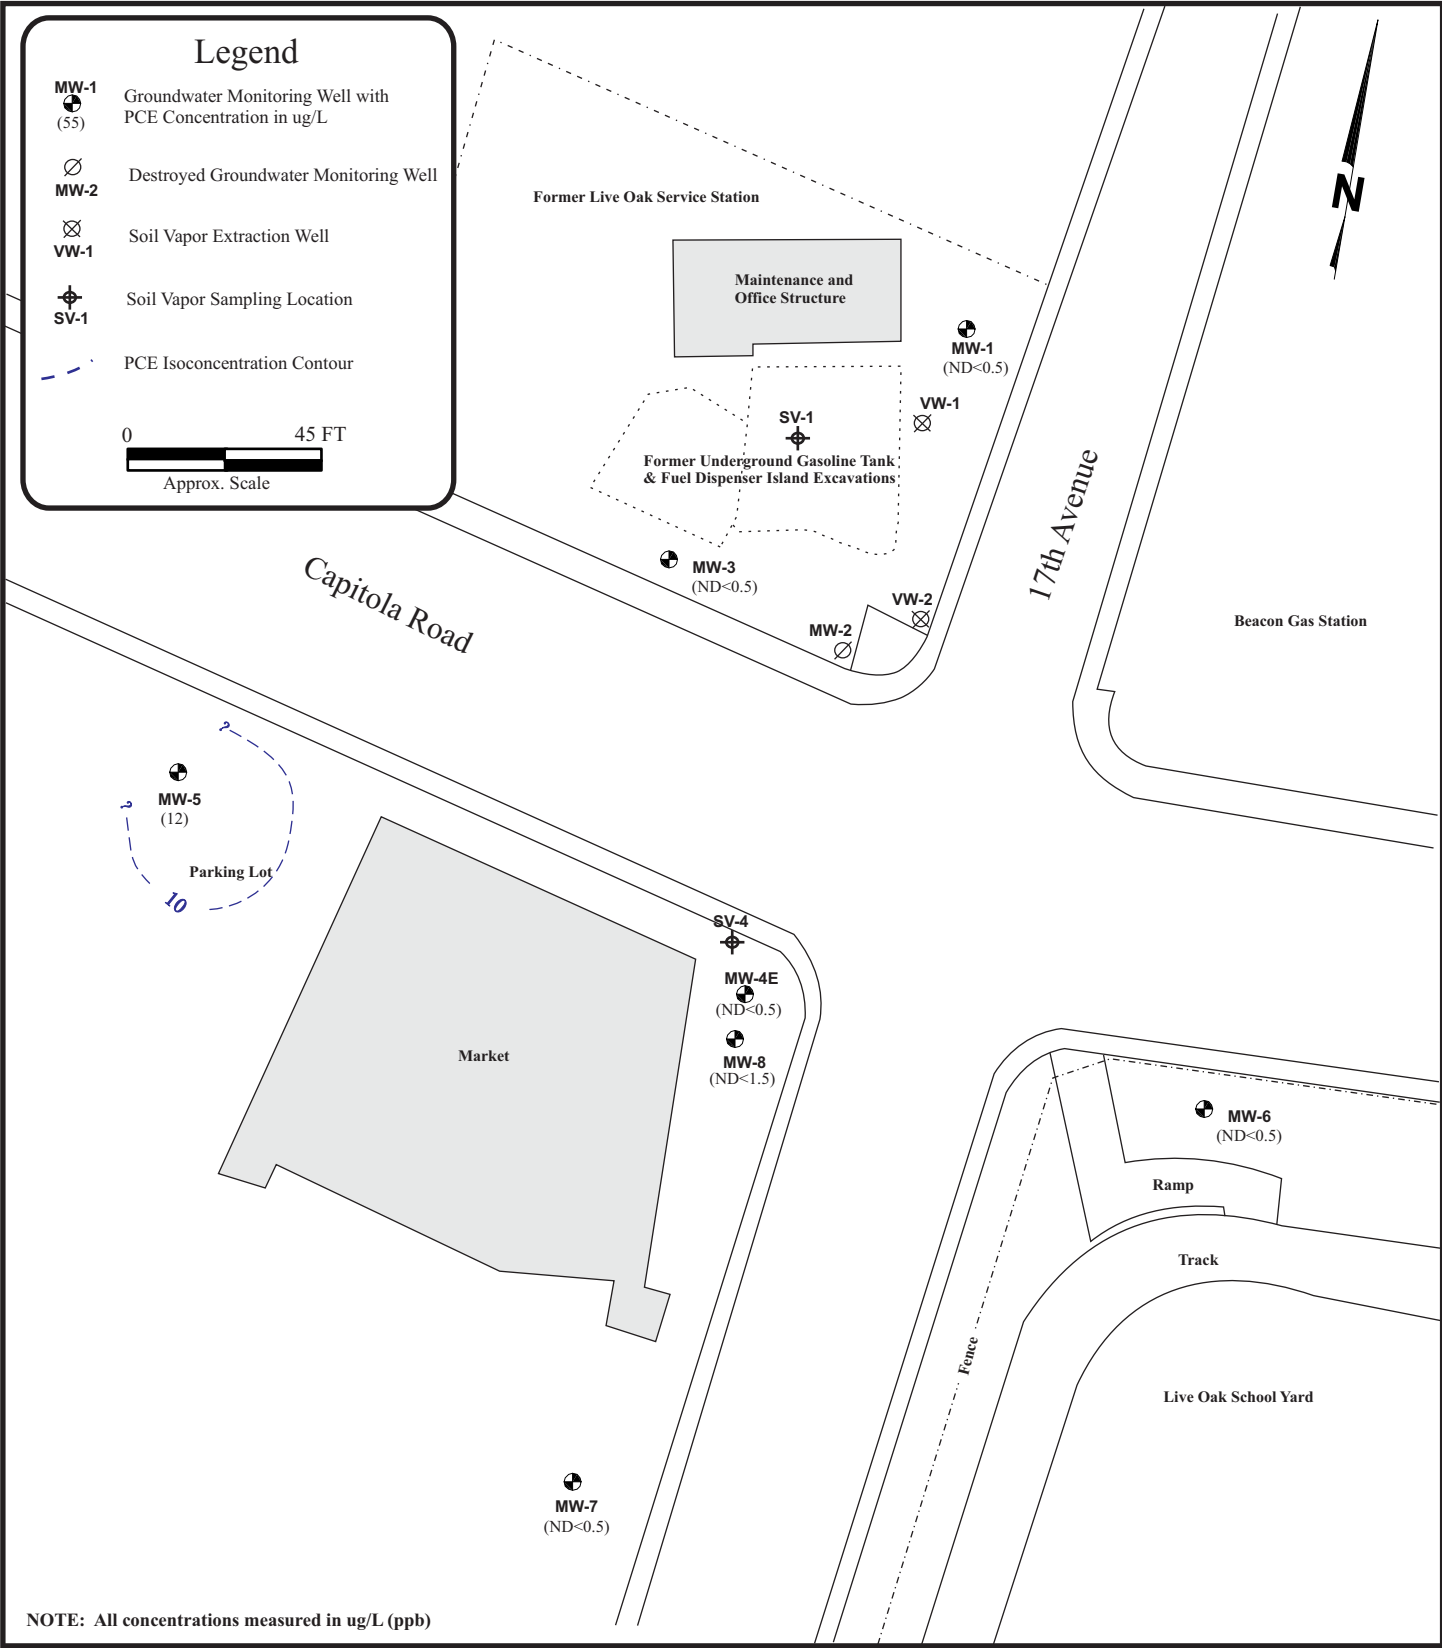 Legend
MW-1
(55)
Groundwater Monitoring Well with
PCE Concentration in ug/L
MW-2
Destroyed Groundwater Monitoring Well
VW-1
Soil Vapor Extraction Well
SV-1
Soil Vapor Sampling Location
PCE Isoconcentration Contour
0 45 FT
Approx. Scale
N
Former Live Oak Service Station
Maintenance and
Office Structure
MW-1
(ND<0.5)
VW-1
SV-1
Former Underground Gasoline Tank
& Fuel Dispenser Island Excavations
17th Avenue
MW-3
(ND<0.5)
Capitola Road
VW-2
MW-2
Beacon Gas Station
?
MW-5
(12)
?
Parking Lot
10
SV-4
MW-4E
(ND<0.5)
MW-8
(ND<1.5)
Market
MW-6
(ND<0.5)
Ramp
Track
Fence
Live Oak School Yard
MW-7
(ND<0.5)
NOTE: All concentrations measured in ug/L (ppb)